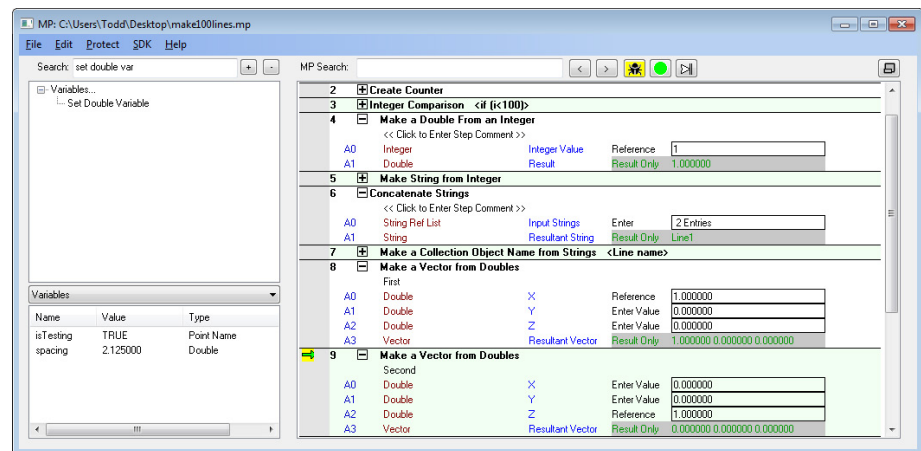 MP: C:\Users\Todd\Desktop\make100lines.mp
File Edit Protect SDK Help
Search: set double var + -
MP Search: < >
Variables...
Set Double Variable
2 Create Counter
3 Integer Comparison <if (i<100)>
4 Make a Double From an Integer
<< Click to Enter Step Comment >>
A0 Integer Integer Value Reference 1
A1 Double Result Result Only 1.000000
5 Make String from Integer
6 Concatenate Strings
<< Click to Enter Step Comment >>
A0 String Ref List Input Strings Enter 2 Entries
A1 String Resultant String Result Only Line1
7 Make a Collection Object Name from Strings <Line name>
8 Make a Vector from Doubles
First
A0 Double X Reference 1.000000
A1 Double Y Enter Value 0.000000
A2 Double Z Enter Value 0.000000
A3 Vector Resultant Vector Result Only 1.000000 0.000000 0.000000
9 Make a Vector from Doubles
Second
A0 Double X Enter Value 0.000000
A1 Double Y Enter Value 0.000000
A2 Double Z Reference 1.000000
A3 Vector Resultant Vector Result Only 0.000000 0.000000 0.000000
Variables
Name Value Type
isTesting TRUE Point Name
spacing 2.125000 Double